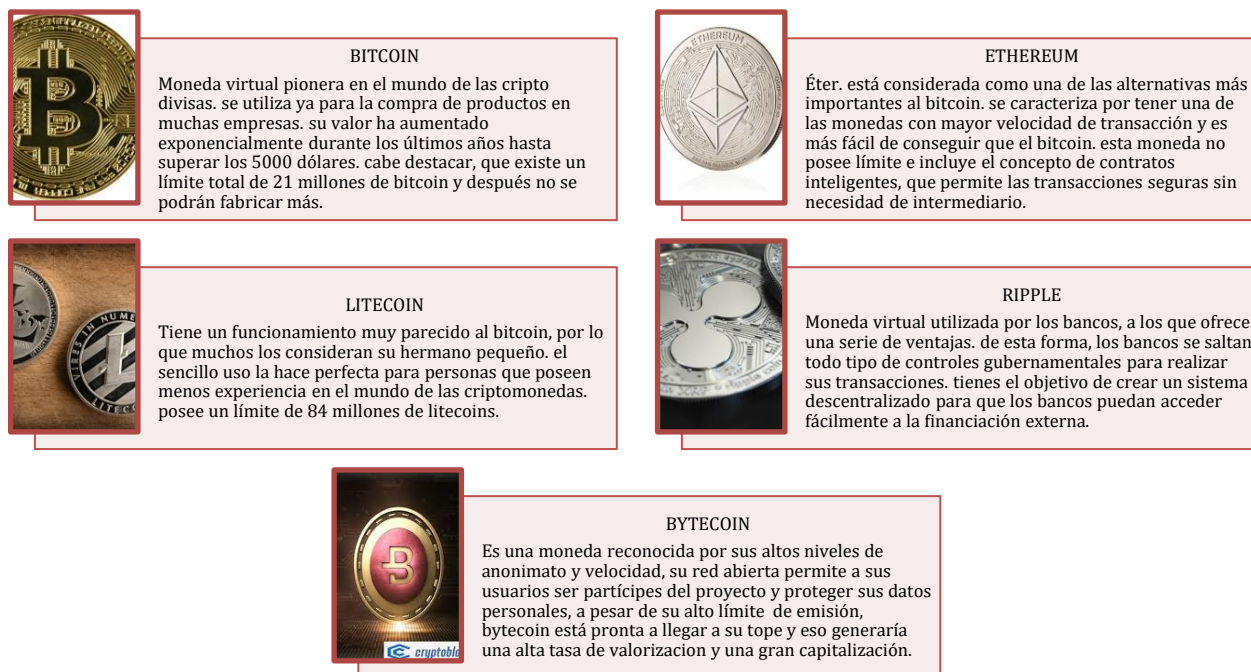 BITCOIN
Moneda virtual pionera en el mundo de las cripto
divisas. se utiliza ya para la compra de productos en
muchas empresas. su valor ha aumentado
exponencialmente durante los últimos años hasta
superar los 5000 dólares. cabe destacar, que existe un
límite total de 21 millones de bitcoin y después no se
podrán fabricar más.
ETHEREUM
ETHEREUM
Éter. está considerada como una de las alternativas más
importantes al bitcoin. se caracteriza por tener una de
las monedas con mayor velocidad de transacción y es
más fácil de conseguir que el bitcoin. esta moneda no
posee límite e incluye el concepto de contratos
inteligentes, que permite las transacciones seguras sin
necesidad de intermediario.
LITECOIN
Tiene un funcionamiento muy parecido al bitcoin, por lo
que muchos los consideran su hermano pequeño. el
sencillo uso la hace perfecta para personas que poseen
menos experiencia en el mundo de las criptomonedas.
posee un límite de 84 millones de litecoins.
RIPPLE
Moneda virtual utilizada por los bancos, a los que ofrece
una serie de ventajas. de esta forma, los bancos se saltan
todo tipo de controles gubernamentales para realizar
sus transacciones. tienes el objetivo de crear un sistema
descentralizado para que los bancos puedan acceder
fácilmente a la financiación externa.
BYTECOIN
Es una moneda reconocida por sus altos niveles de
anonimato y velocidad, su red abierta permite a sus
usuarios ser partícipes del proyecto y proteger sus datos
personales, a pesar de su alto límite de emisión,
bytecoin está pronta a llegar a su tope y eso generaría
una alta tasa de valorizacion y una gran capitalización.